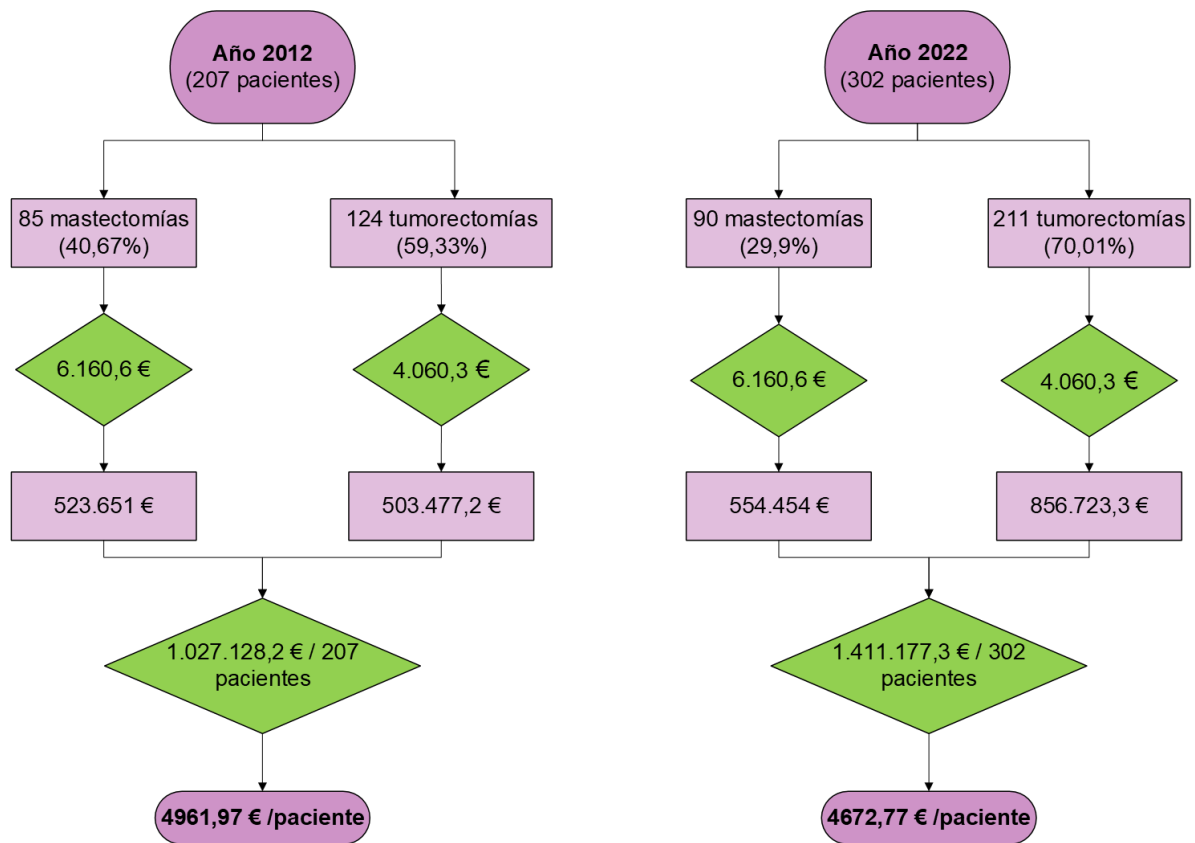 Año 2012
(207 pacientes)
85 mastectomías
(40,67%)
124 tumorectomías
(59,33%)
6.160,6 €
4.060,3 €
523.651 €
503.477,2 €
1.027.128,2 € / 207
pacientes
4961,97 € /paciente
Año 2022
(302 pacientes)
90 mastectomías
(29,9%)
211 tumorectomías
(70,01%)
6.160,6 €
4.060,3 €
554.454 €
856.723,3 €
1.411.177,3 € / 302
pacientes
4672,77 € /paciente